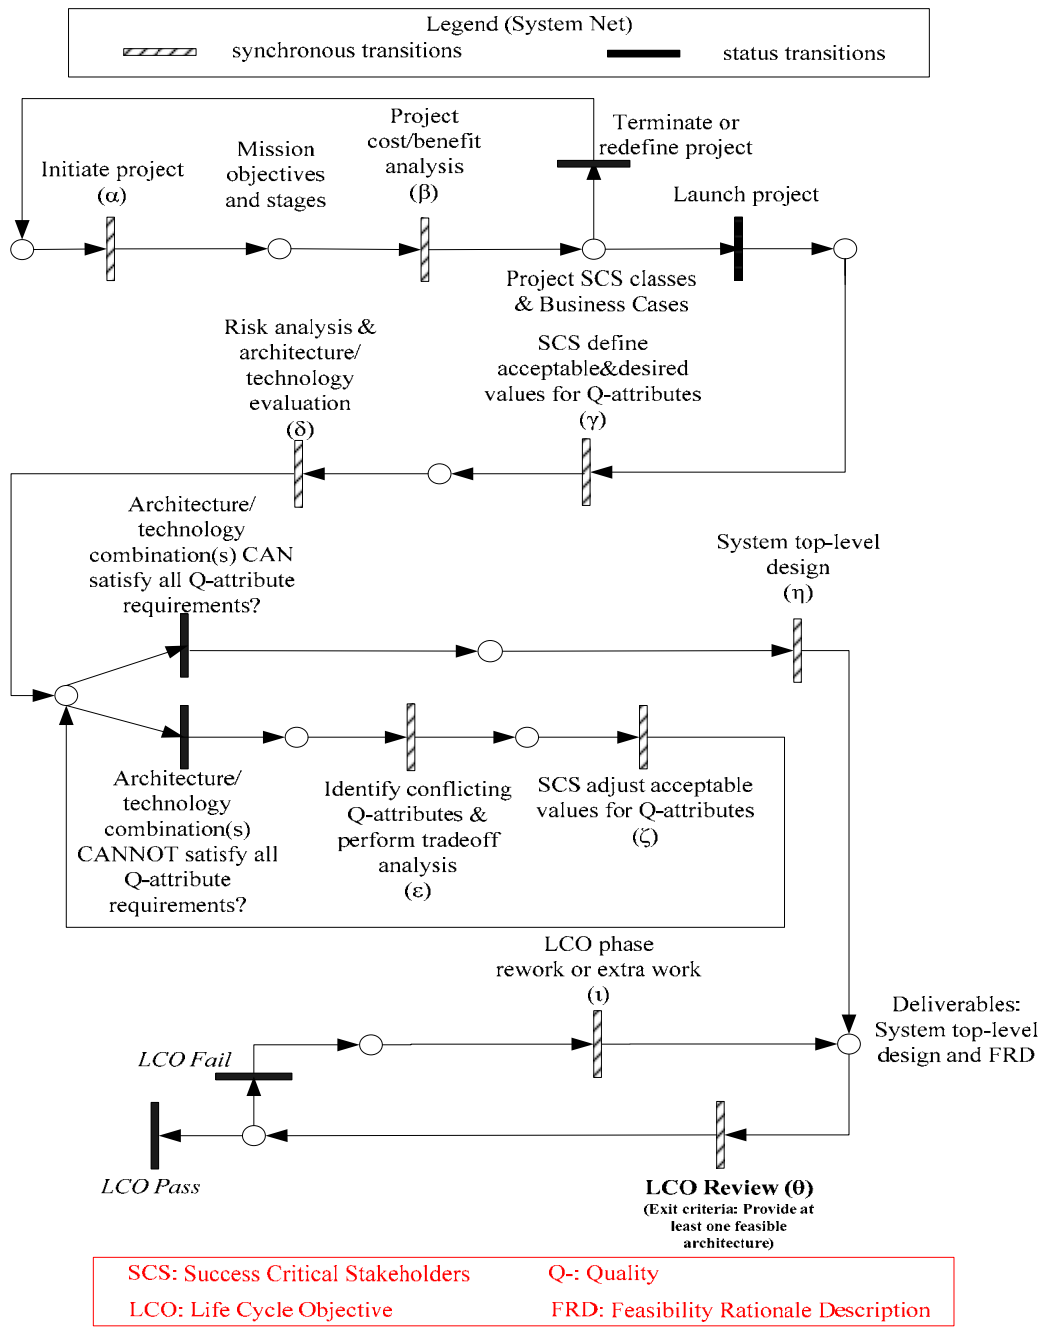 Legend (System Net)
synchronous transitions
status transitions
Initiate project
(α)
Mission
objectives
and stages
Project
cost/benefit
analysis
(β)
Terminate or
redefine project
Launch project
Project SCS classes
& Business Cases
Risk analysis &
architecture/
technology
evaluation
(δ)
SCS define
acceptable&desired
values for Q-attributes
(γ)
Architecture/
technology
combination(s) CAN
satisfy all Q-attribute
requirements?
System top-level
design
(η)
Architecture/
technology
combination(s)
CANNOT satisfy all
Q-attribute
requirements?
Identify conflicting
Q-attributes &
perform tradeoff
analysis
(ε)
SCS adjust acceptable
values for Q-attributes
(ζ)
LCO phase
rework or extra work
(ι)
Deliverables:
System top-level
design and FRD
LCO Fail
LCO Pass
LCO Review (θ)
(Exit criteria: Provide at
least one feasible
architecture)
SCS: Success Critical Stakeholders
Q-: Quality
LCO: Life Cycle Objective
FRD: Feasibility Rationale Description